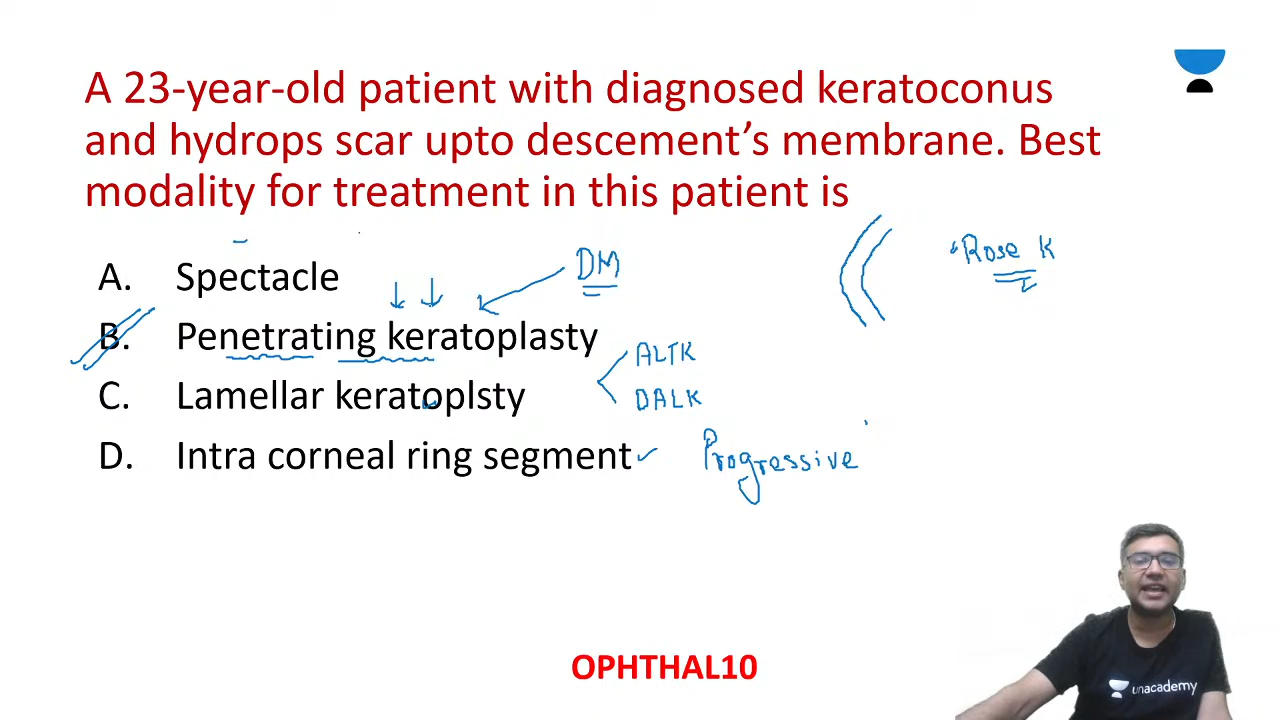 A 23-year-old patient with diagnosed keratoconus
and hydrops scar upto descement’s membrane. Best
modality for treatment in this patient is
Rose K
A. Spectacle
DM
B. Penetrating keratoplasty
ALTK
C. Lamellar keratoplsty
DALK
D. Intra corneal ring segment
Progressive
unacademy
OPHTHAL10